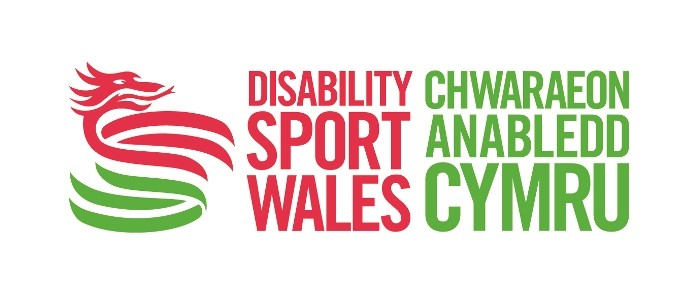 DISABILITY
SPORT
WALES
CHWARAEON
ANABLEDD
CYMRU